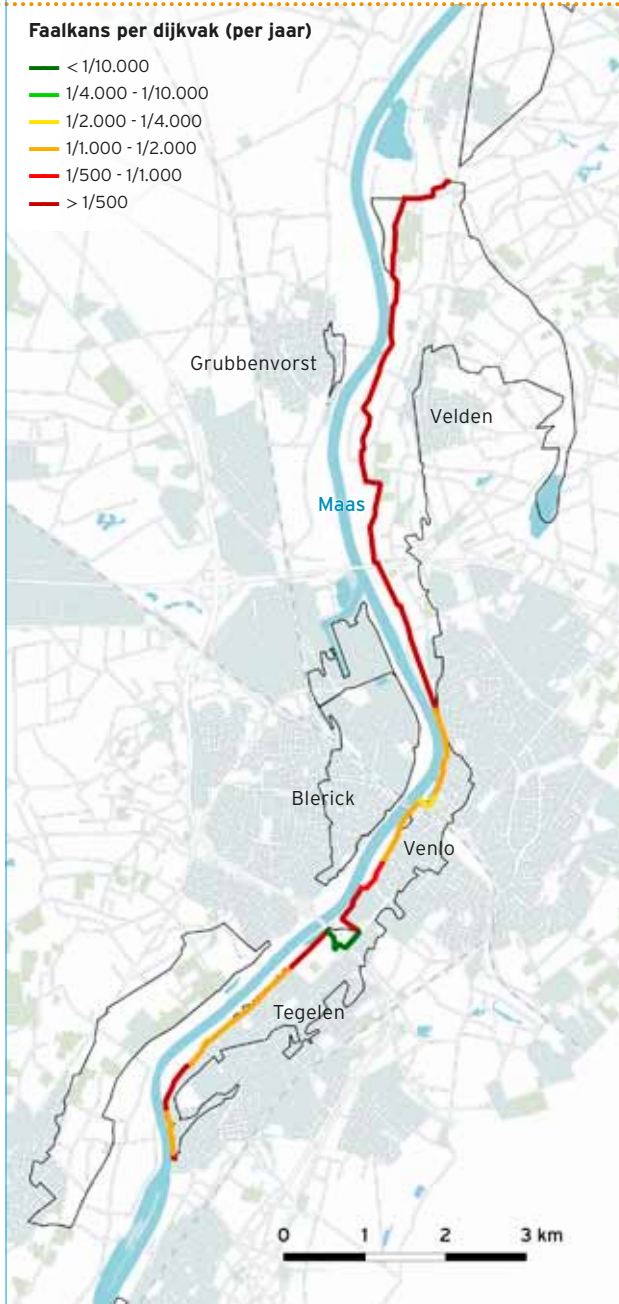 Faalkans per dijkvak (per jaar)
< 1/10.000
1/4.000 - 1/10.000
1/2.000 - 1/4.000
1/1.000 - 1/2.000
1/500 - 1/1.000
> 1/500
Grubbenvorst
Velden
Maas
Blerick
Venlo
Tegelen
0 1 2 3 km